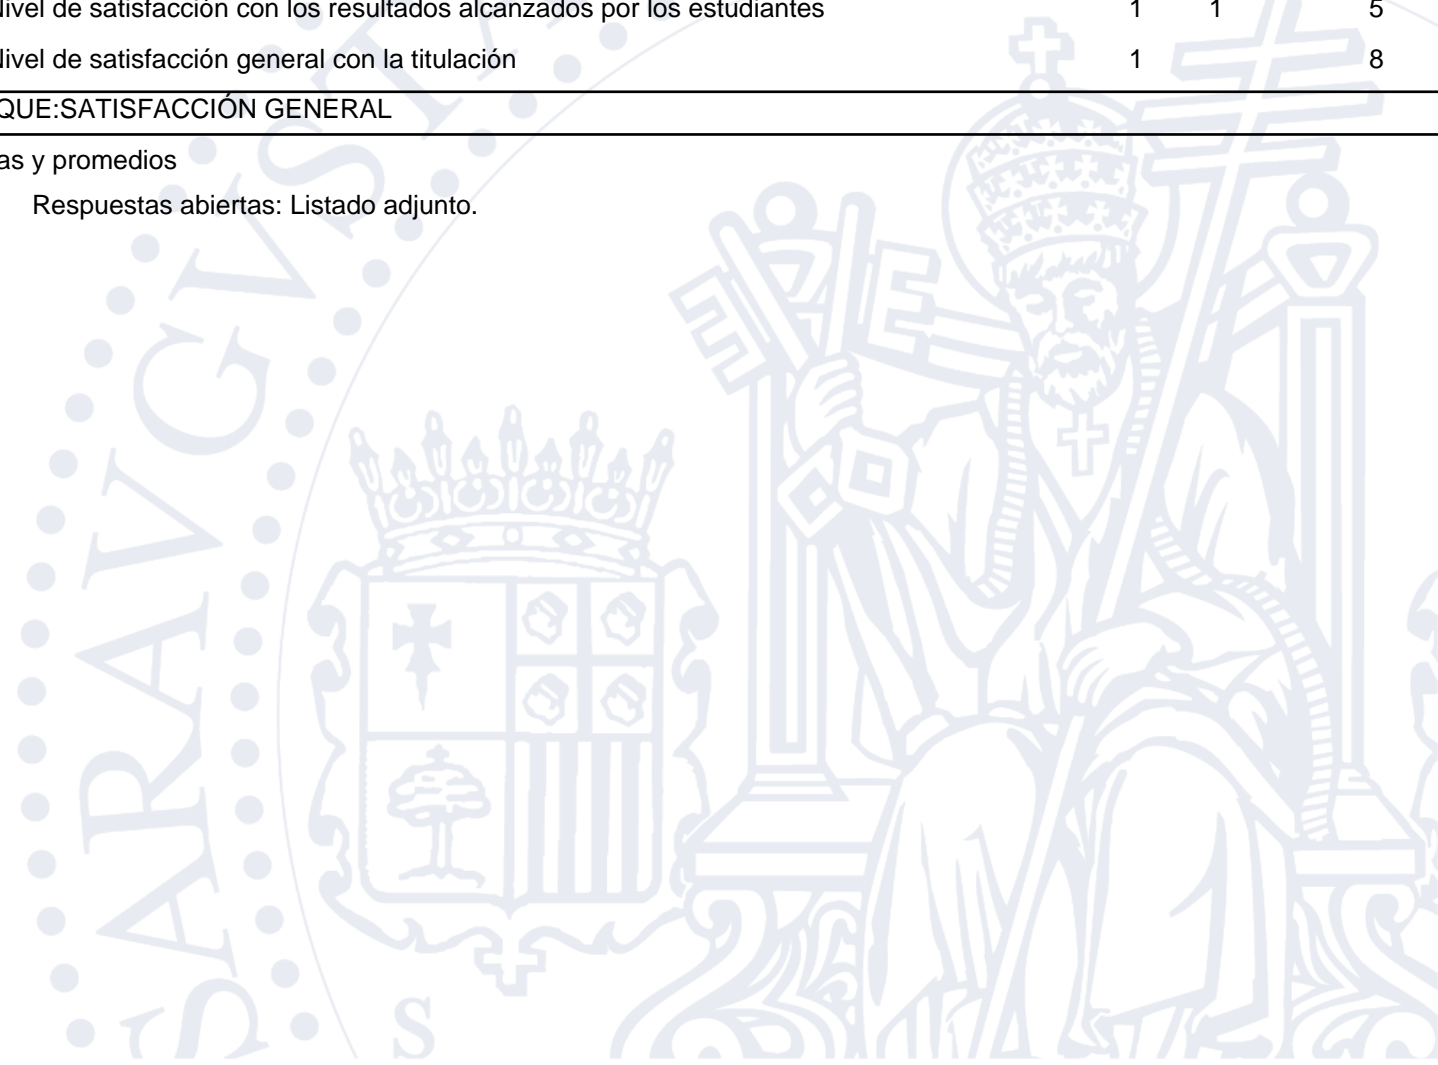 Nivel de satisfacción con los resultados alcanzados por los estudiantes 1 1 5
Nivel de satisfacción general con la titulación 1 8
QUE:SATISFACCIÓN GENERAL
as y promedios
Respuestas abiertas: Listado adjunto.
SARAVGVST
S